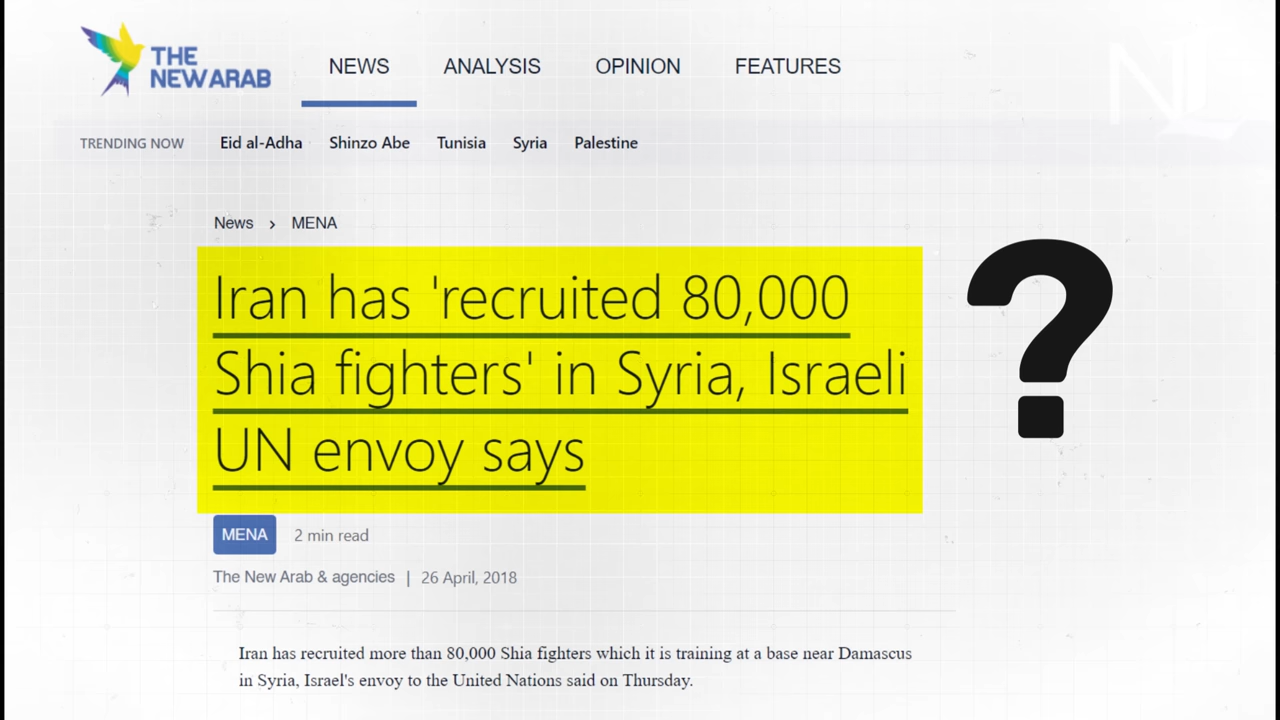 THE
NEW ARAB
NEWS ANALYSIS OPINION FEATURES
NL
TRENDING NOW Eid al-Adha Shinzo Abe Tunisia Syria Palestine
News > MENA
Iran has 'recruited 80,000
Shia fighters' in Syria, Israeli
UN envoy says
?
MENA 2 min read
The New Arab & agencies | 26 April, 2018
Iran has recruited more than 80,000 Shia fighters which it is training at a base near Damascus
in Syria, Israel's envoy to the United Nations said on Thursday.